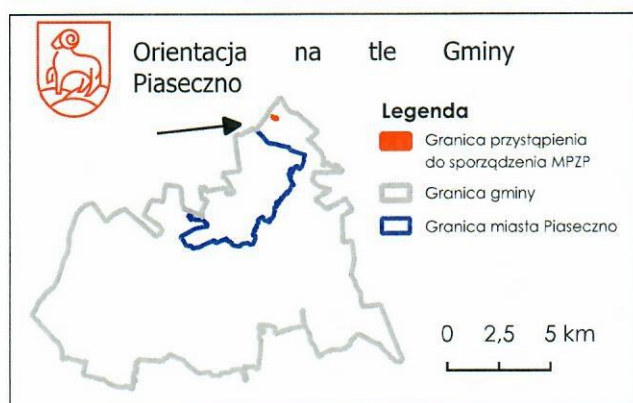 Orientacja na tle Gminy
Piaseczno
Legenda
Granica przystąpienia
do sporządzenia MPZP
Granica gminy
Granica miasta Piaseczno
0 2,5 5 km